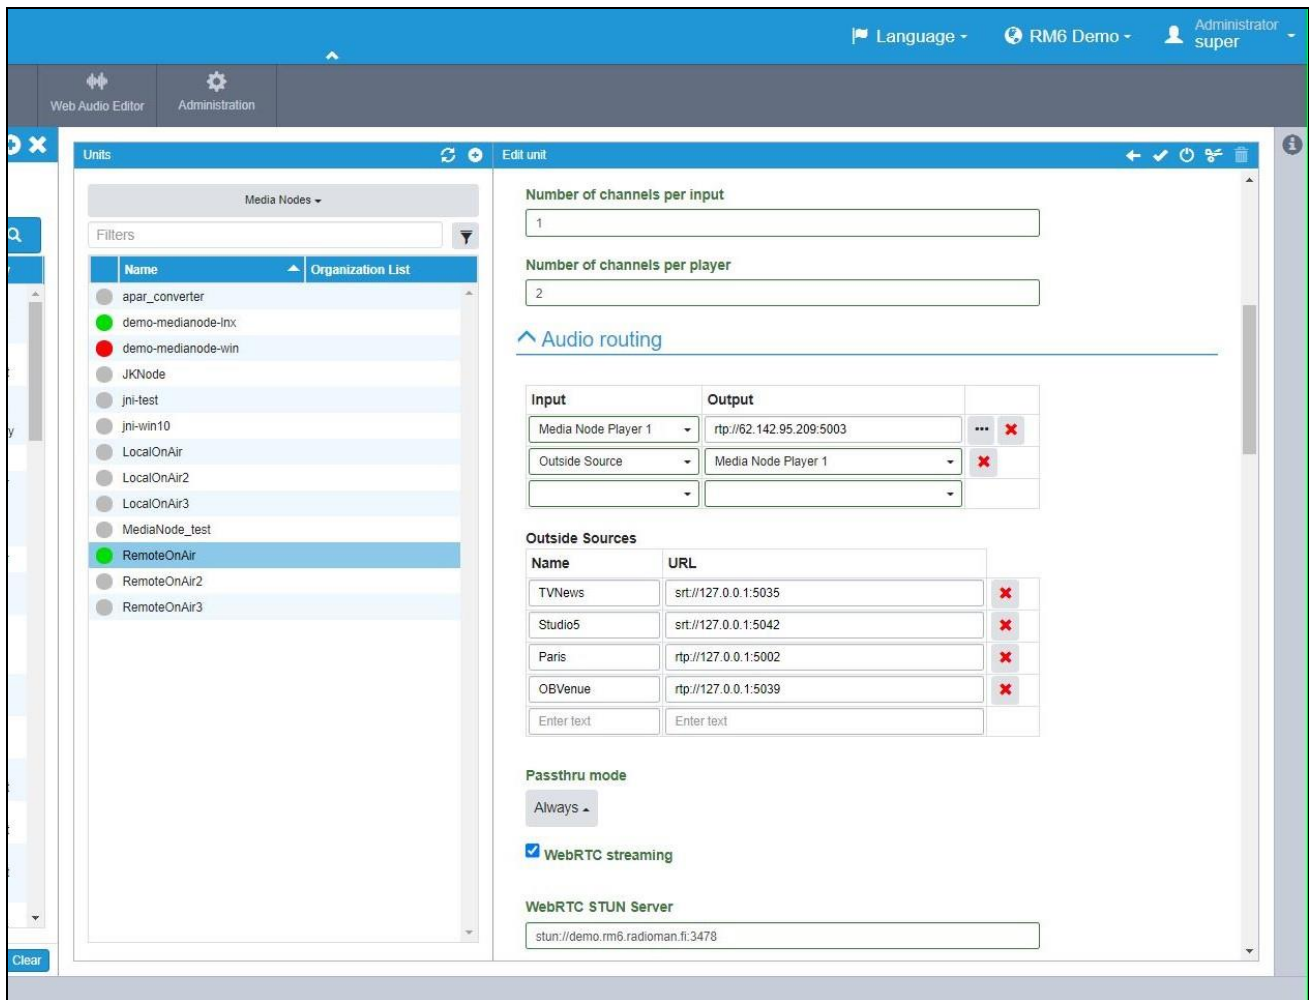 Language
RM6 Demo
Administrator
super
Web Audio Editor
Administration
Units
Edit unit
Media Nodes
Filters
Name
Organization List
apar_converter
demo-medianode-lnx
demo-medianode-win
JKNode
jni-test
jni-win10
LocalOnAir
LocalOnAir2
LocalOnAir3
MediaNode_test
RemoteOnAir
RemoteOnAir2
RemoteOnAir3
Clear
Number of channels per input
1
Number of channels per player
2
Audio routing
Input Output
Media Node Player 1 rtp://62.142.95.209:5003
Outside Source Media Node Player 1
Outside Sources
Name URL
TVNews srt://127.0.0.1:5035
Studio5 srt://127.0.0.1:5042
Paris rtp://127.0.0.1:5002
OBVenue rtp://127.0.0.1:5039
Enter text Enter text
Passthru mode
Always
WebRTC streaming
WebRTC STUN Server
stun://demo.rm6.radioman.fi:3478